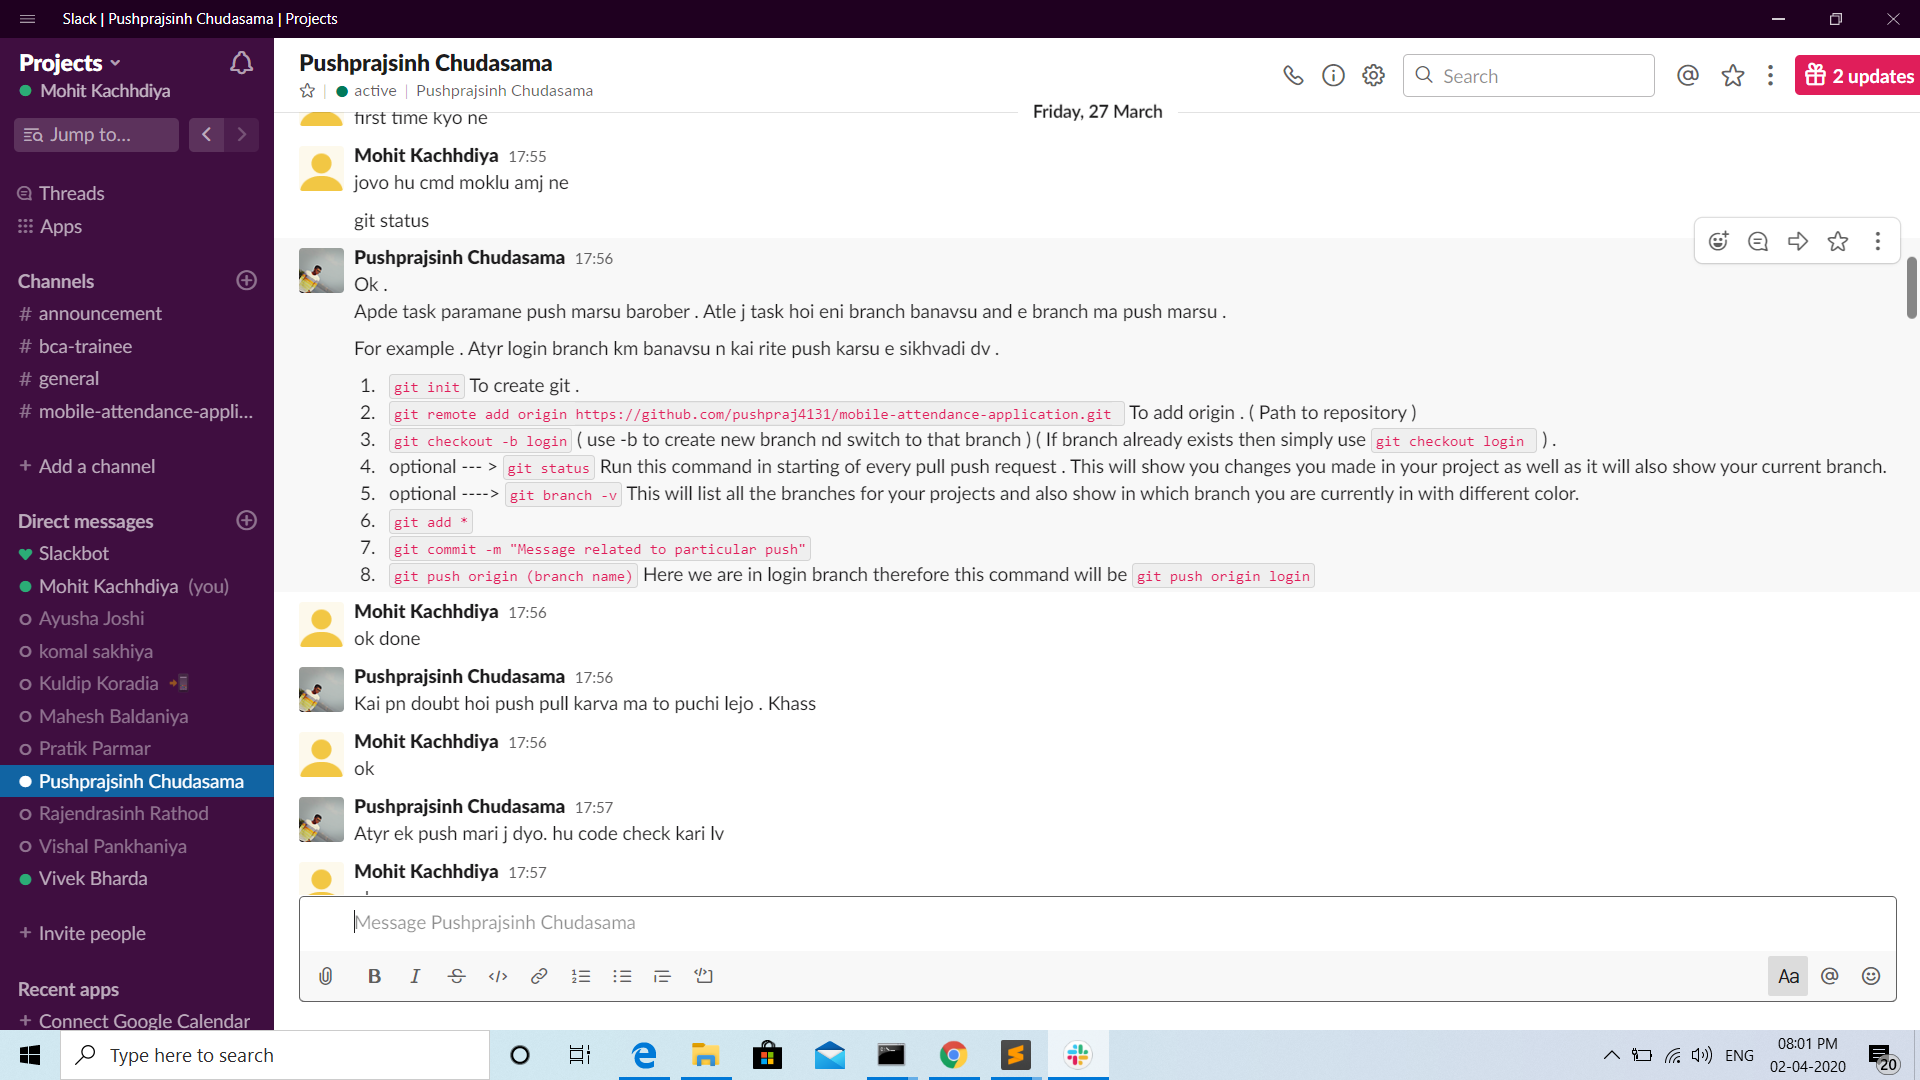 Slack | Pushprajsinh Chudasama | Projects
Projects
Mohit Kachhdiya
Jump to...
Threads
Apps
Channels
# announcement
# bca-trainee
# general
# mobile-attendance-appli...
+ Add a channel
Direct messages
Slackbot
Mohit Kachhdiya (you)
Ayusha Joshi
komal sakhiya
Kuldip Koradia
Mahesh Baldaniya
Pratik Parmar
Pushprajsinh Chudasama
Rajendrasinh Rathod
Vishal Pankhaniya
Vivek Bharda
+ Invite people
Recent apps
+ Connect Google Calendar
Pushprajsinh Chudasama
active | Pushprajsinh Chudasama
Search
2 updates
Friday, 27 March
first time kyo ne
Mohit Kachhdiya 17:55
jovo hu cmd moklu amj ne
git status
Pushprajsinh Chudasama 17:56
Ok .
Apde task paramane push marsu barober . Atle j task hoi eni branch banavsu and e branch ma push marsu .
For example . Atyr login branch km banavsu n kai rite push karsu e sikhvadi dv .
1. git init To create git .
2. git remote add origin https://github.com/pushpraj4131/mobile-attendance-application.git To add origin . ( Path to repository )
3. git checkout -b login ( use -b to create new branch nd switch to that branch ) ( If branch already exists then simply use git checkout login ) .
4. optional --- > git status Run this command in starting of every pull push request . This will show you changes you made in your project as well as it will also show your current branch.
5. optional ----> git branch -v This will list all the branches for your projects and also show in which branch you are currently in with different color.
6. git add *
7. git commit -m "Message related to particular push"
8. git push origin (branch name) Here we are in login branch therefore this command will be git push origin login
Mohit Kachhdiya 17:56
ok done
Pushprajsinh Chudasama 17:56
Kai pn doubt hoi push pull karva ma to puchi lejo . Khass
Mohit Kachhdiya 17:56
ok
Pushprajsinh Chudasama 17:57
Atyr ek push mari j dyo. hu code check kari lv
Mohit Kachhdiya 17:57
Message Pushprajsinh Chudasama
B I Aa @
Type here to search
ENG
08:01 PM
02-04-2020
20